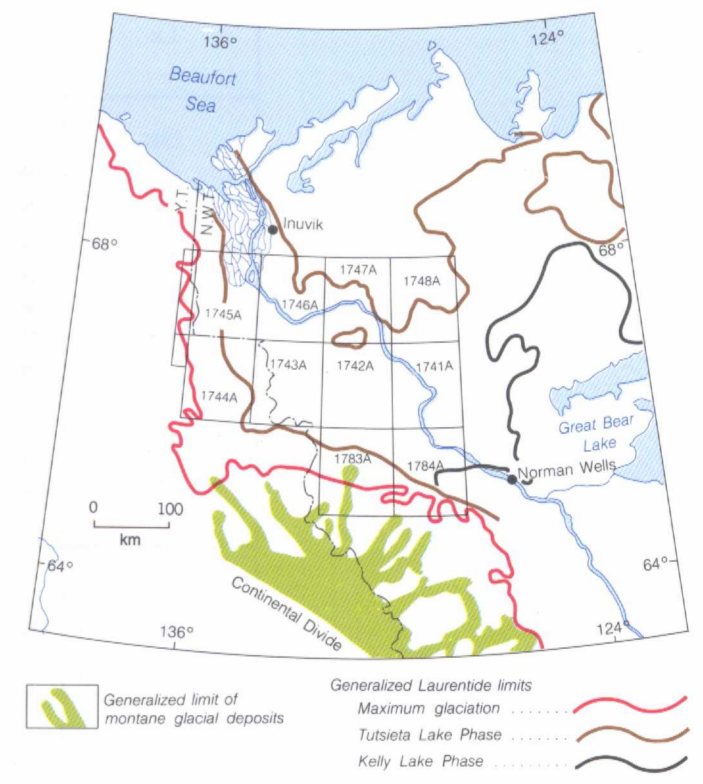 136°
124°
Beaufort
Sea
Y.T.
N.W.T.
Inuvik
68°
68°
1747A
1748A
1746A
1745A
1743A
1742A
1741A
1744A
Great Bear
Lake
1783A
1784A
Norman Wells
0 100
km
64°
64°
Continental Divide
136°
124°
Generalized limit of
montane glacial deposits
Generalized Laurentide limits
Maximum glaciation ........
Tutsieta Lake Phase ........
Kelly Lake Phase ..........